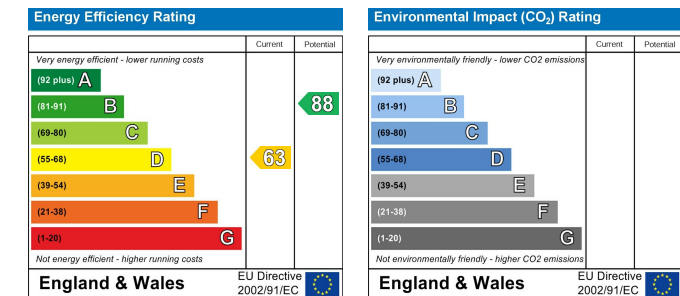 Energy Efficiency Rating
Current Potential
Very energy efficient - lower running costs
(92 plus) A
(81-91) B
88
(69-80) C
(55-68) D
63
(39-54) E
(21-38) F
(1-20) G
Not energy efficient - higher running costs
England & Wales
EU Directive
2002/91/EC
Environmental Impact (CO₂) Rating
Current Potential
Very environmentally friendly - lower CO2 emissions
(92 plus) A
(81-91) B
(69-80) C
(55-68) D
(39-54) E
(21-38) F
(1-20) G
Not environmentally friendly - higher CO2 emissions
England & Wales
EU Directive
2002/91/EC